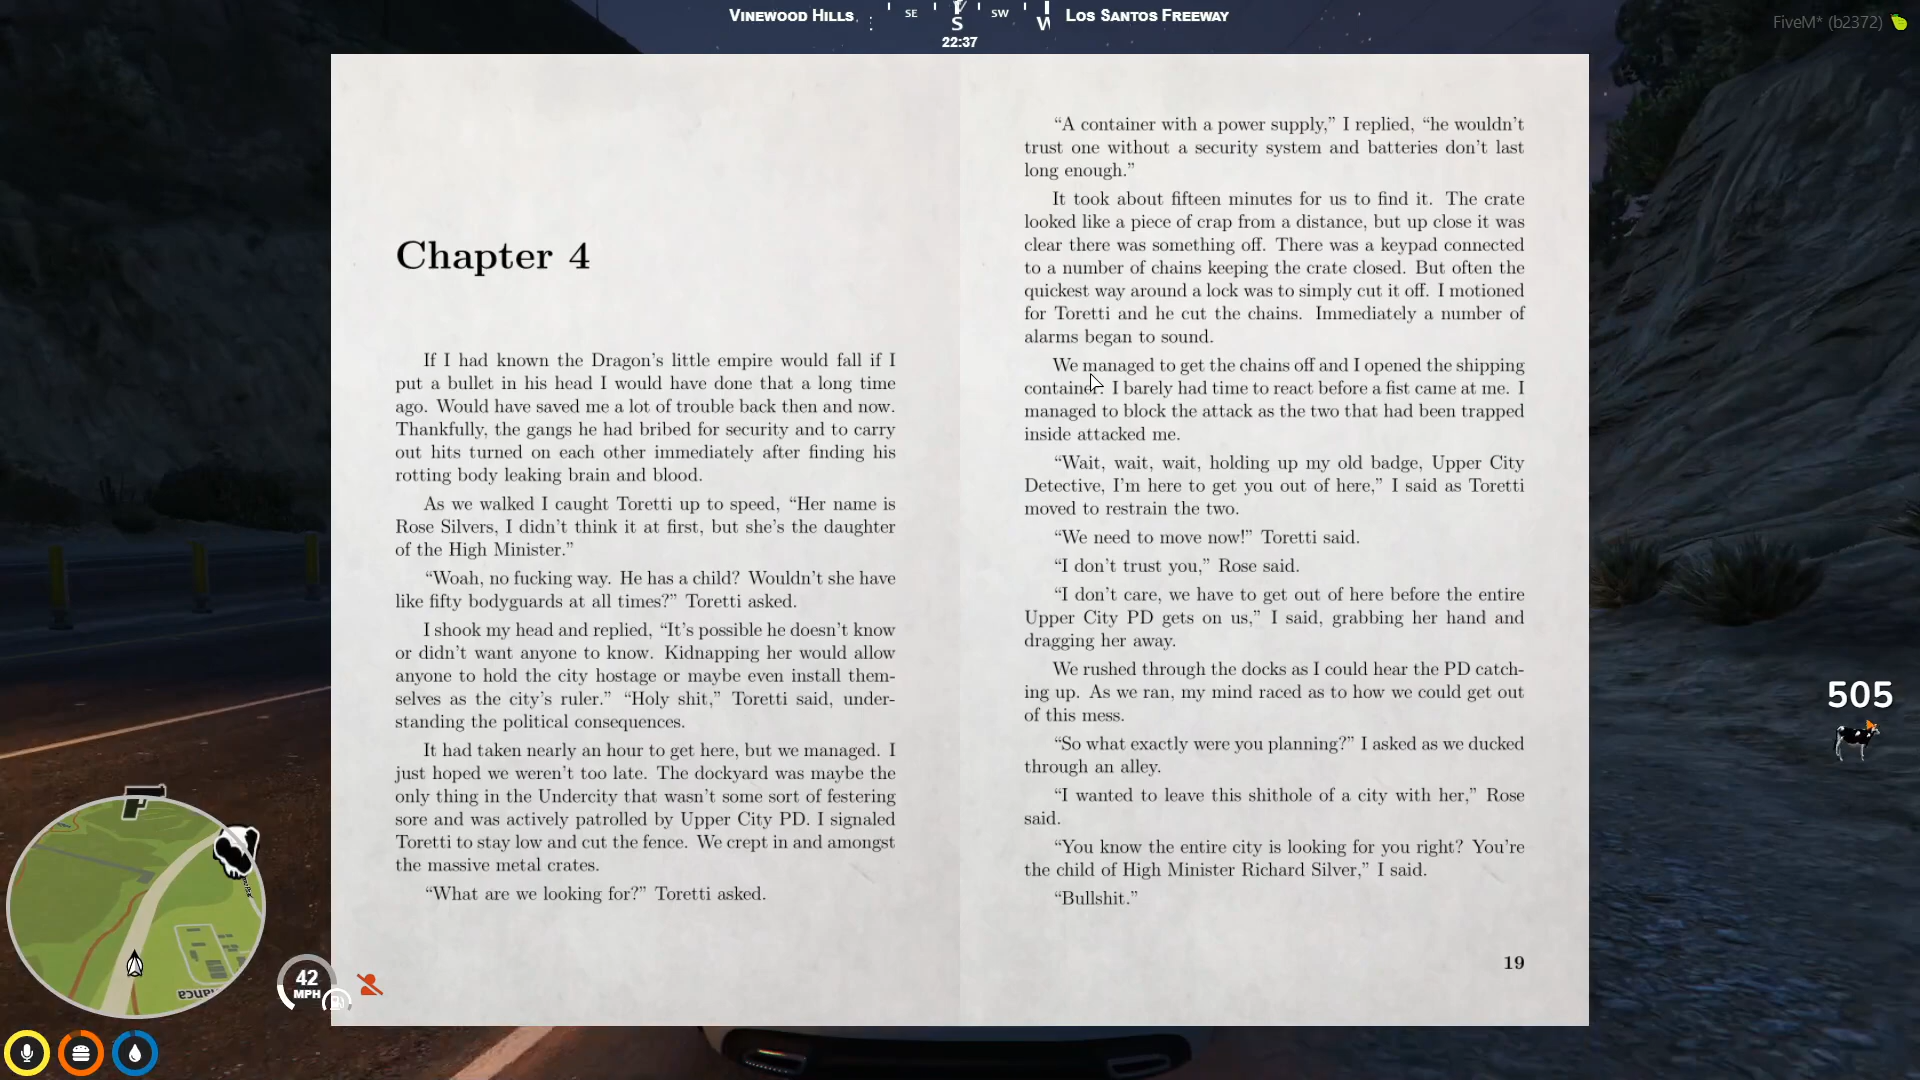 VINEWOOD HILLS
SE
S
SW
W
LOS SANTOS FREEWAY
22:37
FiveM* (b2372)
Chapter 4
If I had known the Dragon's little empire would fall if I
put a bullet in his head I would have done that a long time
ago. Would have saved me a lot of trouble back then and now.
Thankfully, the gangs he had bribed for security and to carry
out hits turned on each other immediately after finding his
rotting body leaking brain and blood.
As we walked I caught Toretti up to speed, “Her name is
Rose Silvers, I didn't think it at first, but she's the daughter
of the High Minister.”
“Woah, no fucking way. He has a child? Wouldn't she have
like fifty bodyguards at all times?” Toretti asked.
I shook my head and replied, “It's possible he doesn't know
or didn't want anyone to know. Kidnapping her would allow
anyone to hold the city hostage or maybe even install them-
selves as the city's ruler.” “Holy shit,” Toretti said, under-
standing the political consequences.
It had taken nearly an hour to get here, but we managed. I
just hoped we weren't too late. The dockyard was maybe the
only thing in the Undercity that wasn't some sort of festering
sore and was actively patrolled by Upper City PD. I signaled
Toretti to stay low and cut the fence. We crept in and amongst
the massive metal crates.
“What are we looking for?” Toretti asked.
“A container with a power supply,” I replied, “he wouldn't
trust one without a security system and batteries don't last
long enough.”
It took about fifteen minutes for us to find it. The crate
looked like a piece of crap from a distance, but up close it was
clear there was something off. There was a keypad connected
to a number of chains keeping the crate closed. But often the
quickest way around a lock was to simply cut it off. I motioned
for Toretti and he cut the chains. Immediately a number of
alarms began to sound.
We managed to get the chains off and I opened the shipping
container. I barely had time to react before a fist came at me. I
managed to block the attack as the two that had been trapped
inside attacked me.
“Wait, wait, wait, holding up my old badge, Upper City
Detective, I'm here to get you out of here,” I said as Toretti
moved to restrain the two.
“We need to move now!” Toretti said.
“I don't trust you,” Rose said.
“I don't care, we have to get out of here before the entire
Upper City PD gets on us,” I said, grabbing her hand and
dragging her away.
We rushed through the docks as I could hear the PD catch-
ing up. As we ran, my mind raced as to how we could get out
of this mess.
“So what exactly were you planning?” I asked as we ducked
through an alley.
“I wanted to leave this shithole of a city with her,” Rose
said.
“You know the entire city is looking for you right? You're
the child of High Minister Richard Silver,” I said.
“Bullshit.”
19
505
42
MPH